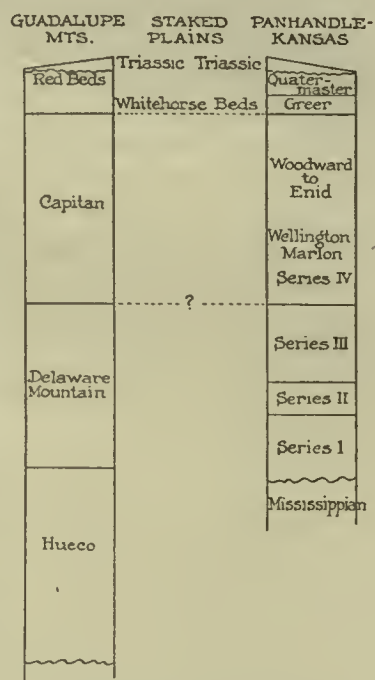 GUADALUPE MTS.
STAKED PLAINS
PANHANDLE-KANSAS
Triassic Triassic
Red Beds
Quater-
master
Whitehorse Beds
Greer
Capitan
Woodward
to
Enid
Wellington
Marion
Series IV
?
Delaware
Mountain
Series III
Series II
Series I
Mississippian
Hueco